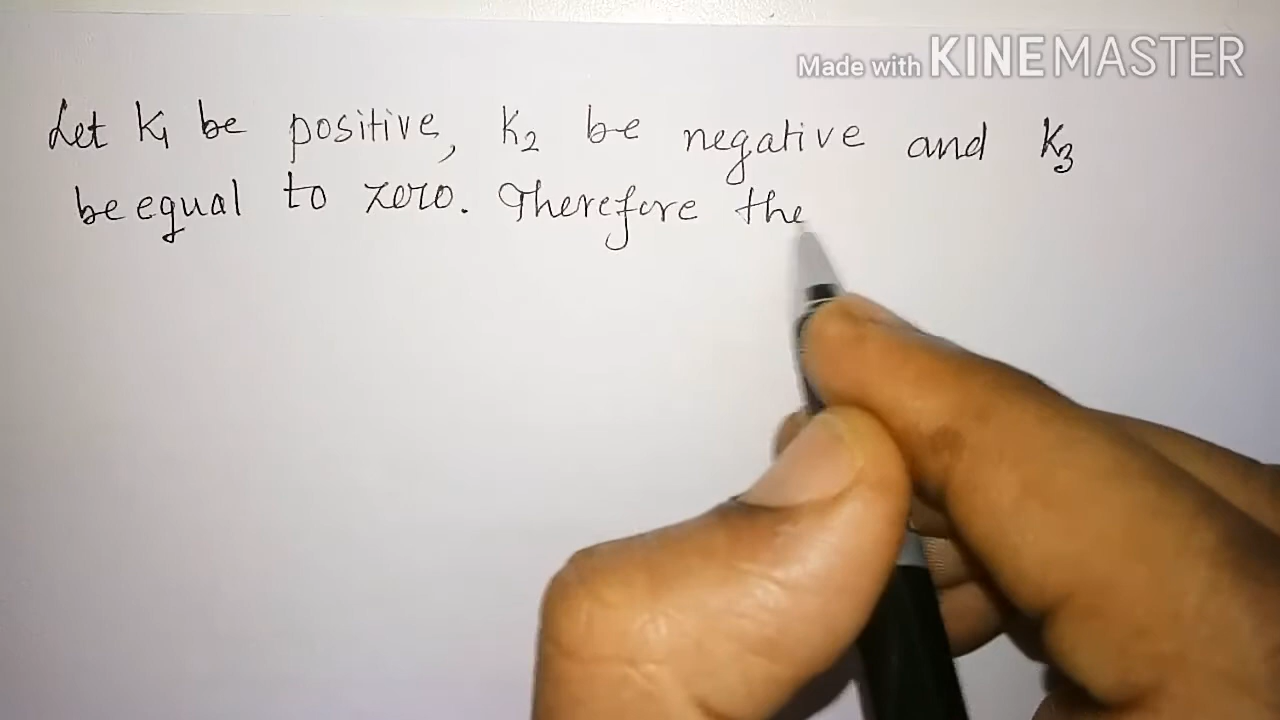 Made with KINEMASTER
Let K1 be positive, K2 be negative and K3
be equal to zero. Therefore the